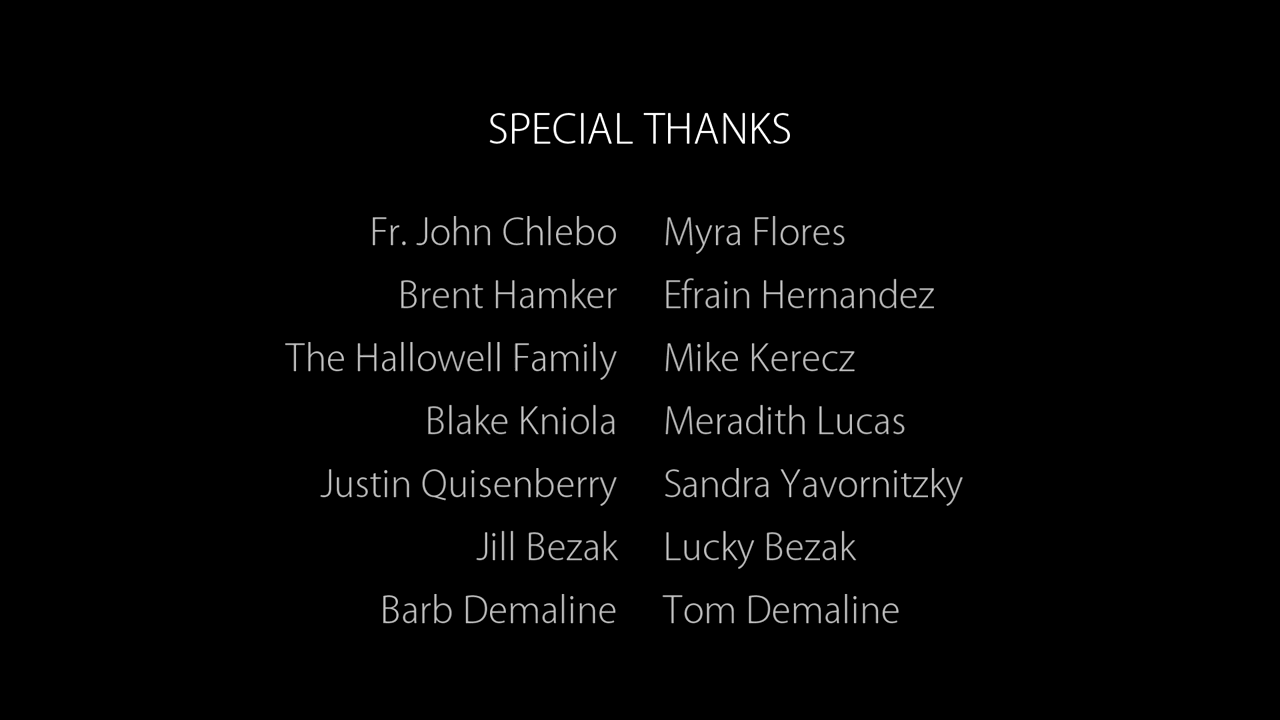 SPECIAL THANKS
Fr. John Chlebo Myra Flores
Brent Hamker Efrain Hernandez
The Hallowell Family Mike Kerecz
Blake Kniola Meradith Lucas
Justin Quisenberry Sandra Yavornitzky
Jill Bezak Lucky Bezak
Barb Demaline Tom Demaline